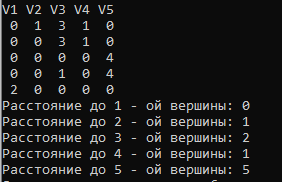 V1 V2 V3 V4 V5
0 1 3 1 0
0 0 3 1 0
0 0 0 0 4
0 0 1 0 4
2 0 0 0 0
Расстояние до 1 - ой вершины: 0
Расстояние до 2 - ой вершины: 1
Расстояние до 3 - ой вершины: 2
Расстояние до 4 - ой вершины: 1
Расстояние до 5 - ой вершины: 5